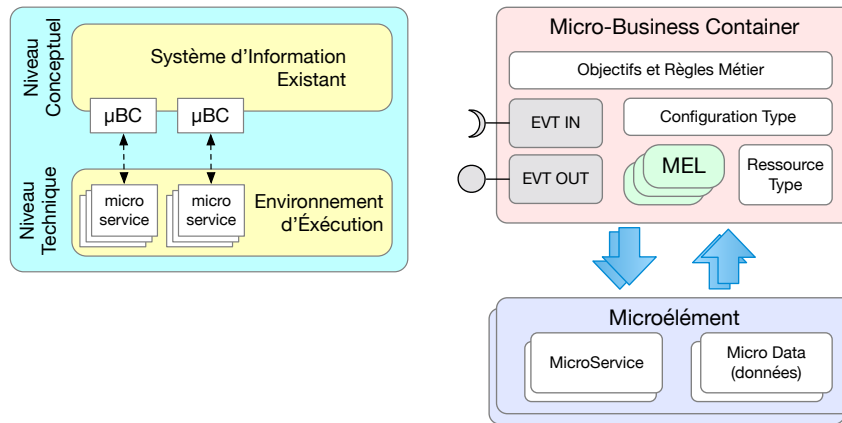 Niveau
Conceptuel
Système d'Information
Existant
µBC
µBC
Niveau
Technique
micro
service
micro
service
Environnement
d'Éxécution
Micro-Business Container
Objectifs et Règles Métier
EVT IN
Configuration Type
EVT OUT
MEL
Ressource
Type
Microélément
MicroService
Micro Data
(données)